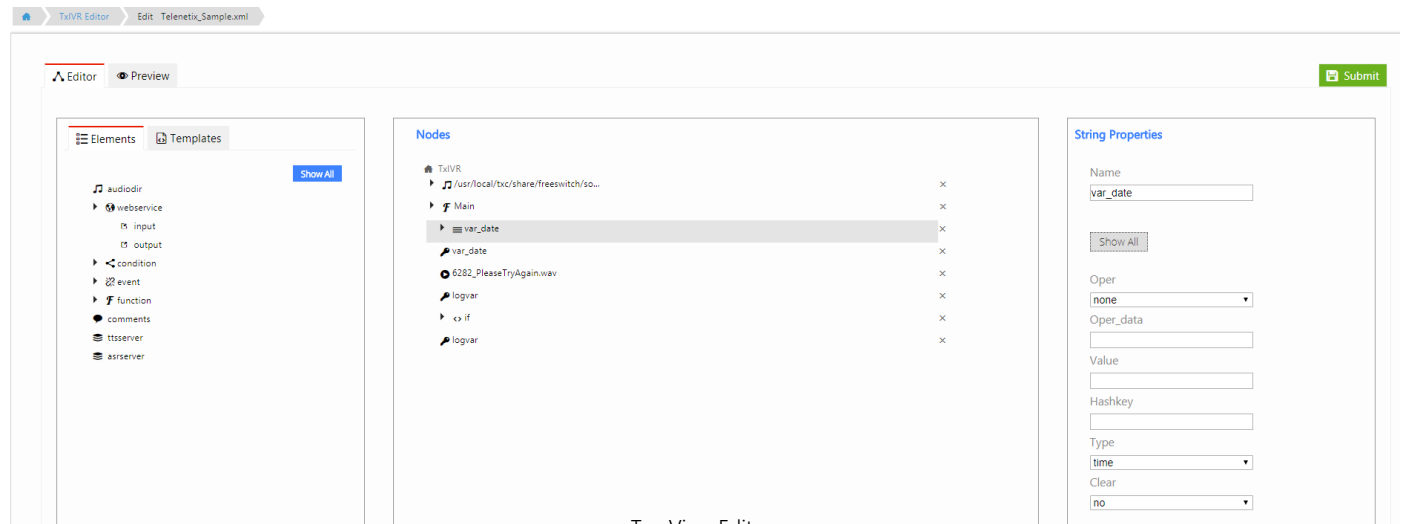 TxIVR Editor Edit Telenetix_Sample.xml
Editor Preview Submit
Elements Templates
Show All
audiodir
webservice
input
output
condition
event
function
comments
ttsserver
asrserver
Nodes
TxIVR
/usr/local/txc/share/freeswitch/so...
Main
var_date
var_date
6282_PleaseTryAgain.wav
logvar
if
logvar
String Properties
Name
var_date
Show All
Oper
none
Oper_data
Value
Hashkey
Type
time
Clear
no